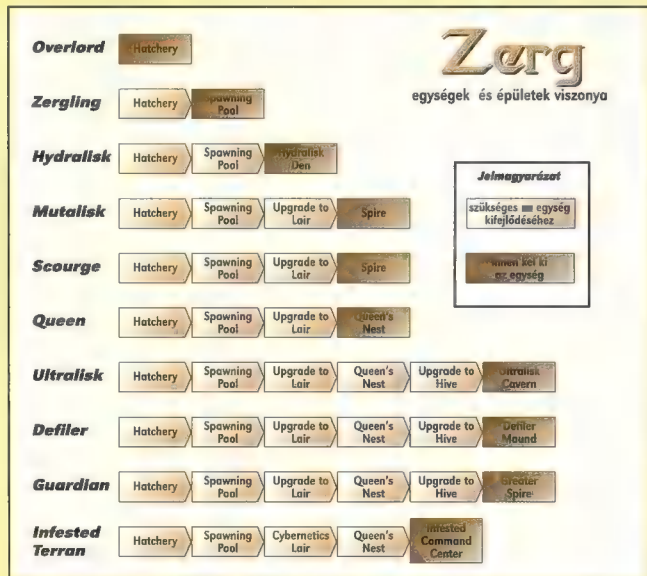 Zerg
egységek és épületek viszonya
Overlord
Hatchery
Zergling
Hatchery
Spawning
Pool
Hydralisk
Hatchery
Spawning
Pool
Hydralisk
Den
Mutalisk
Hatchery
Spawning
Pool
Upgrade to
Lair
Spire
Scourge
Hatchery
Spawning
Pool
Upgrade to
Lair
Spire
Queen
Hatchery
Spawning
Pool
Upgrade to
Lair
Queen's
Nest
Ultralisk
Hatchery
Spawning
Pool
Upgrade to
Lair
Queen's
Nest
Upgrade to
Hive
Ultralisk
Cavern
Defiler
Hatchery
Spawning
Pool
Upgrade to
Lair
Queen's
Nest
Upgrade to
Hive
Defiler
Mound
Guardian
Hatchery
Spawning
Pool
Upgrade to
Lair
Queen's
Nest
Upgrade to
Hive
Greater
Spire
Infested
Terran
Hatchery
Spawning
Pool
Cybernetics
Lair
Queen's
Nest
Infested
Command
Center
Jelmagyarázat
szükséges egység
kifejlődéséhez
innen kel ki
az egység